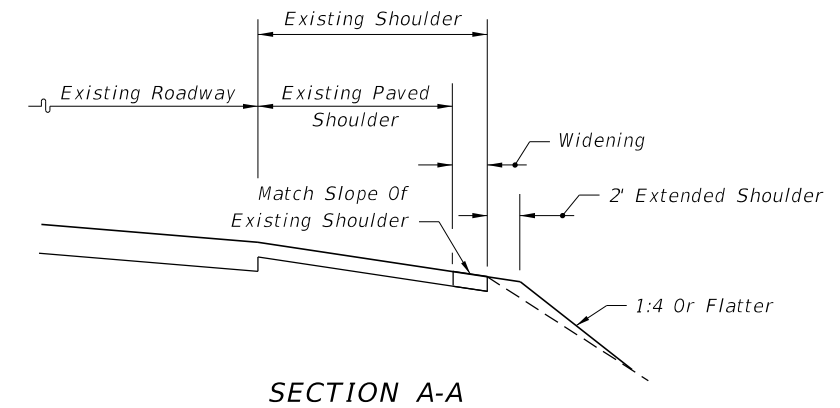 Existing Shoulder
Existing Roadway
Existing Paved
Shoulder
Widening
Match Slope Of
Existing Shoulder
2' Extended Shoulder
1:4 Or Flatter
SECTION A-A